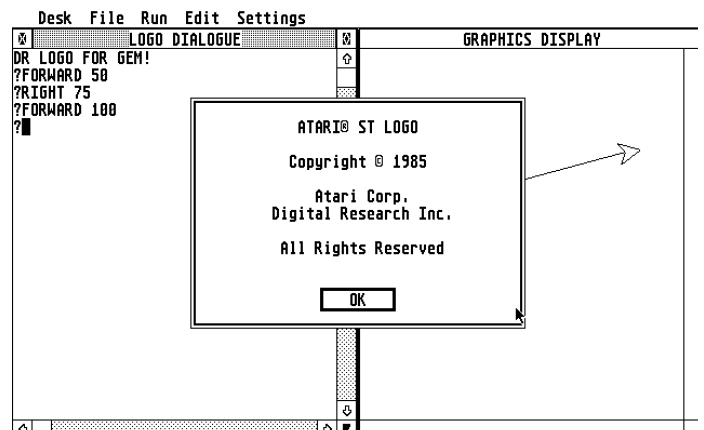 Desk File Run Edit Settings
LOGO DIALOGUE
GRAPHICS DISPLAY
DR LOGO FOR GEM!
?FORWARD 50
?RIGHT 75
?FORWARD 100
?
ATARI® ST LOGO
Copyright © 1985
Atari Corp.
Digital Research Inc.
All Rights Reserved
OK